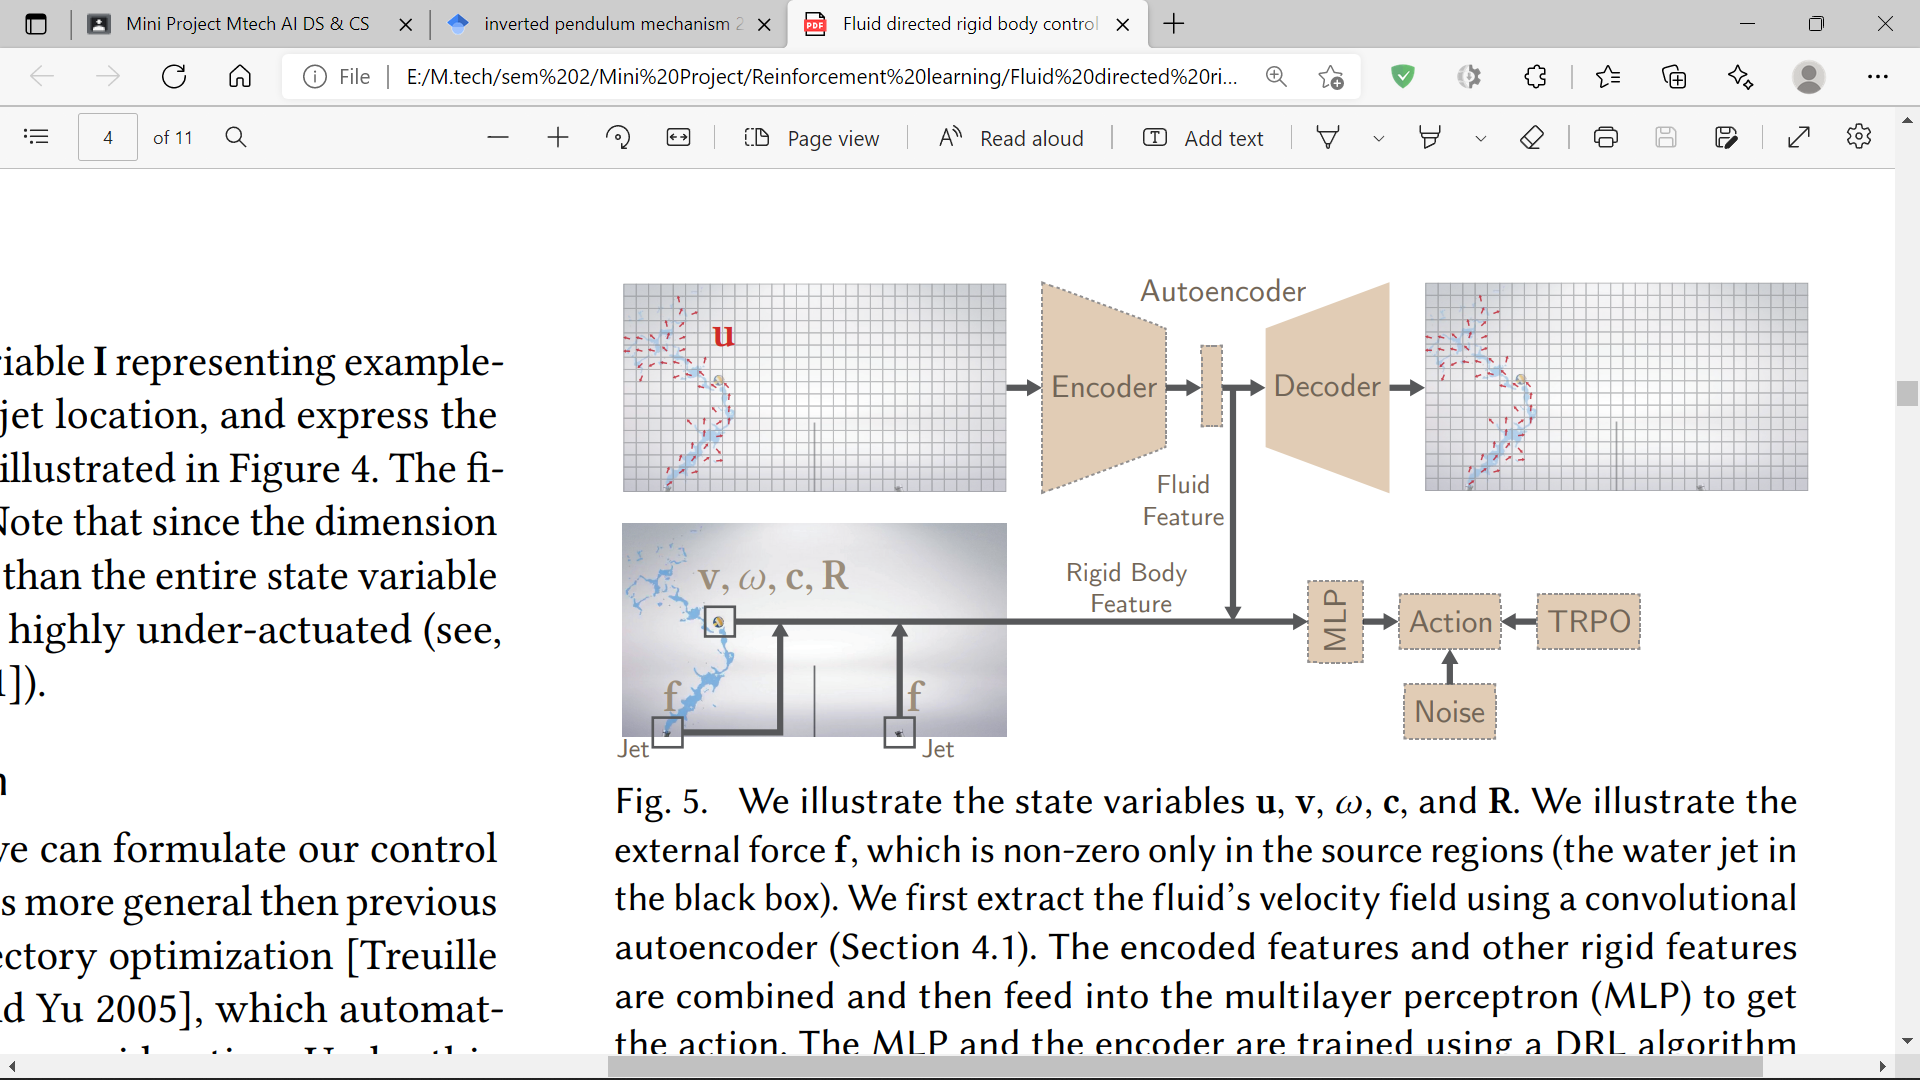 Mini Project Mtech AI DS & CS
inverted pendulum mechanism 2
Fluid directed rigid body control
File
E:/M.tech/sem%202/Mini%20Project/Reinforcement%20learning/Fluid%20directed%20ri...
4
of 11
Page view
Read aloud
Add text
riable I representing example-
jet location, and express the
illustrated in Figure 4. The fi-
Note that since the dimension
than the entire state variable
highly under-actuated (see,
1]).
n
ve can formulate our control
s more general then previous
ectory optimization [Treuille
d Yu 2005], which automat-
u
Autoencoder
Encoder
Decoder
Fluid
Feature
v, ω, c, R
Rigid Body
Feature
MLP
Action
TRPO
Noise
f
f
Jet
Jet
Fig. 5. We illustrate the state variables u, v, ω, c, and R. We illustrate the
external force f, which is non-zero only in the source regions (the water jet in
the black box). We first extract the fluid’s velocity field using a convolutional
autoencoder (Section 4.1). The encoded features and other rigid features
are combined and then feed into the multilayer perceptron (MLP) to get
the action. The MLP and the encoder are trained using a DRL algorithm